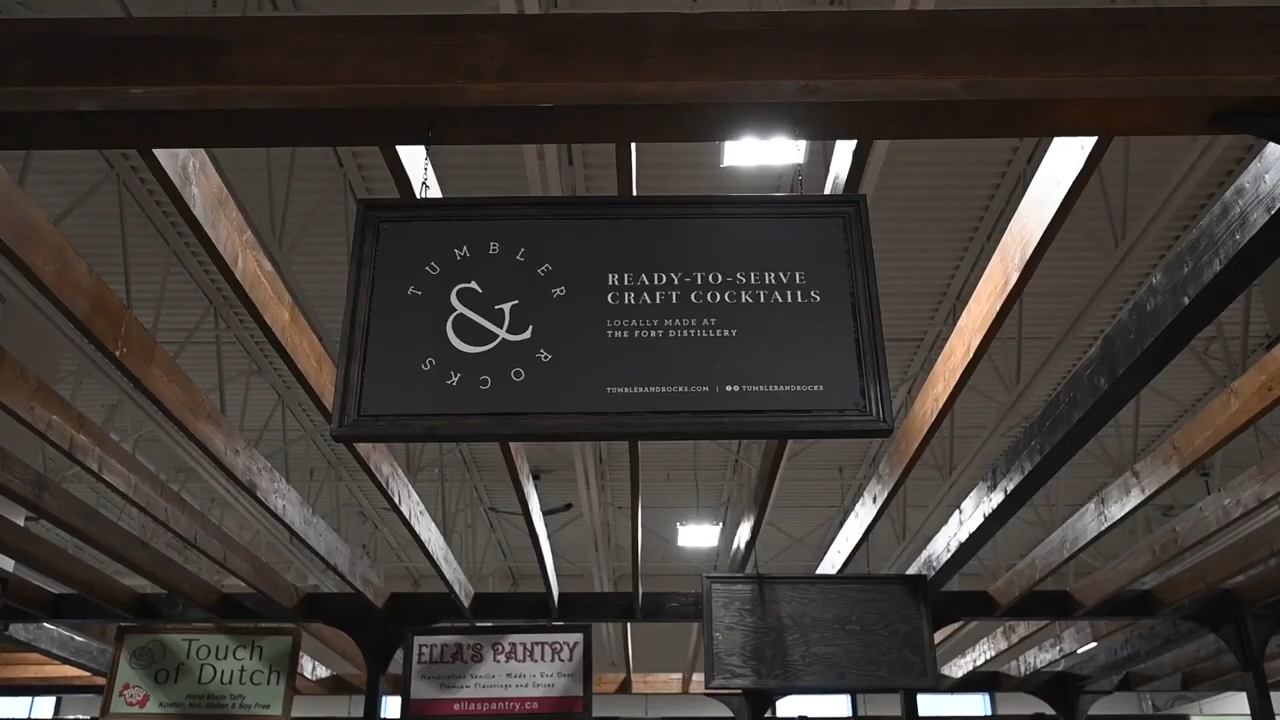 TUMBLER
&
ROCKS
READY-TO-SERVE
CRAFT COCKTAILS
LOCALLY MADE AT
THE FORT DISTILLERY
TUMBLERANDROCKS.COM | TUMBLERANDROCKS
Touch
of Dutch
Hand Made Taffy
Kosher, Nut, Gluten & Soy Free
ELLA'S PANTRY
Handcrafted Vanilla - Made in Red Deer
Premium Flavorings and Spices
ellaspantry.ca